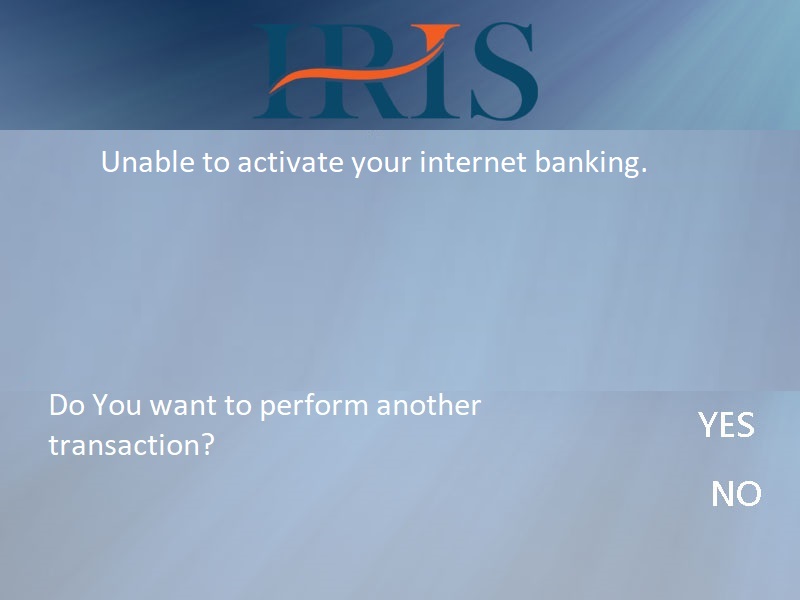 IRIS
Unable to activate your internet banking.
Do You want to perform another
transaction?
YES
NO